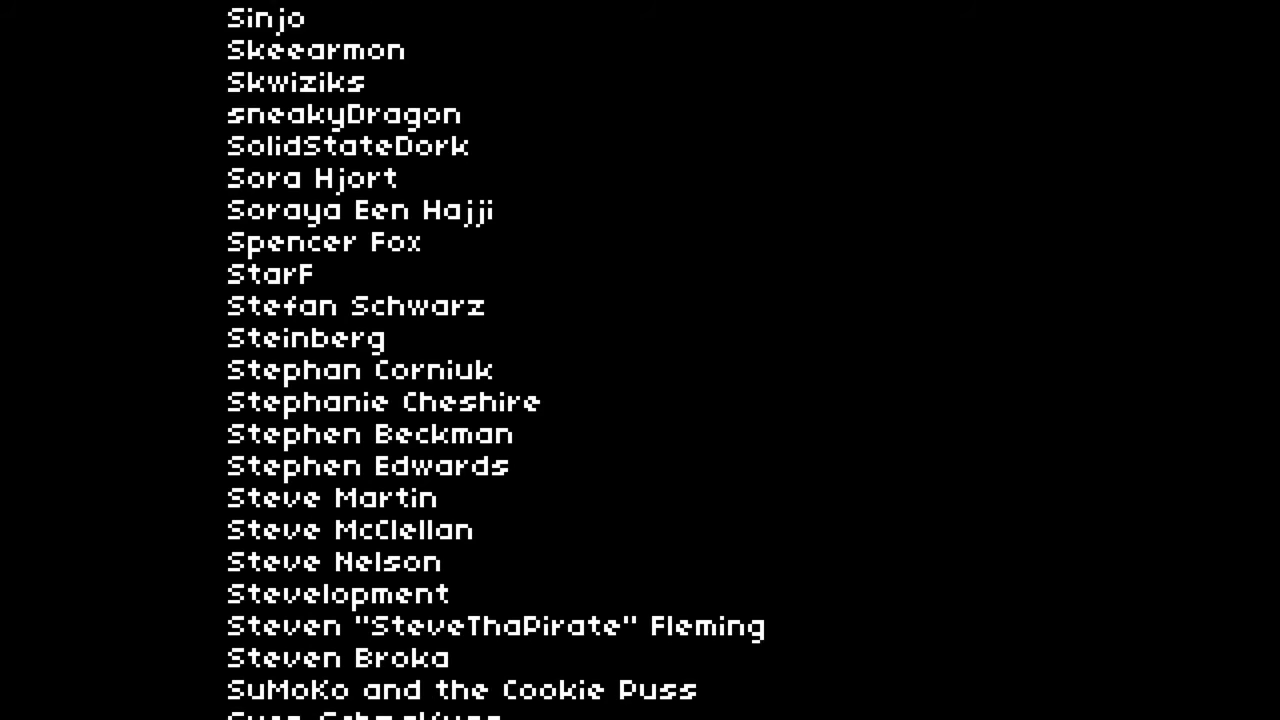 Sinjo
Skeearmon
Skwiziks
sneakyDragon
SolidStateDork
Sora Hjort
Soraya Een Hajji
Spencer Fox
StarF
Stefan Schwarz
Steinberg
Stephan Corniuk
Stephanie Cheshire
Stephen Beckman
Stephen Edwards
Steve Martin
Steve McClellan
Steve Nelson
Stevelopment
Steven "SteveThaPirate" Fleming
Steven Broka
SuMoKo and the Cookie Puss